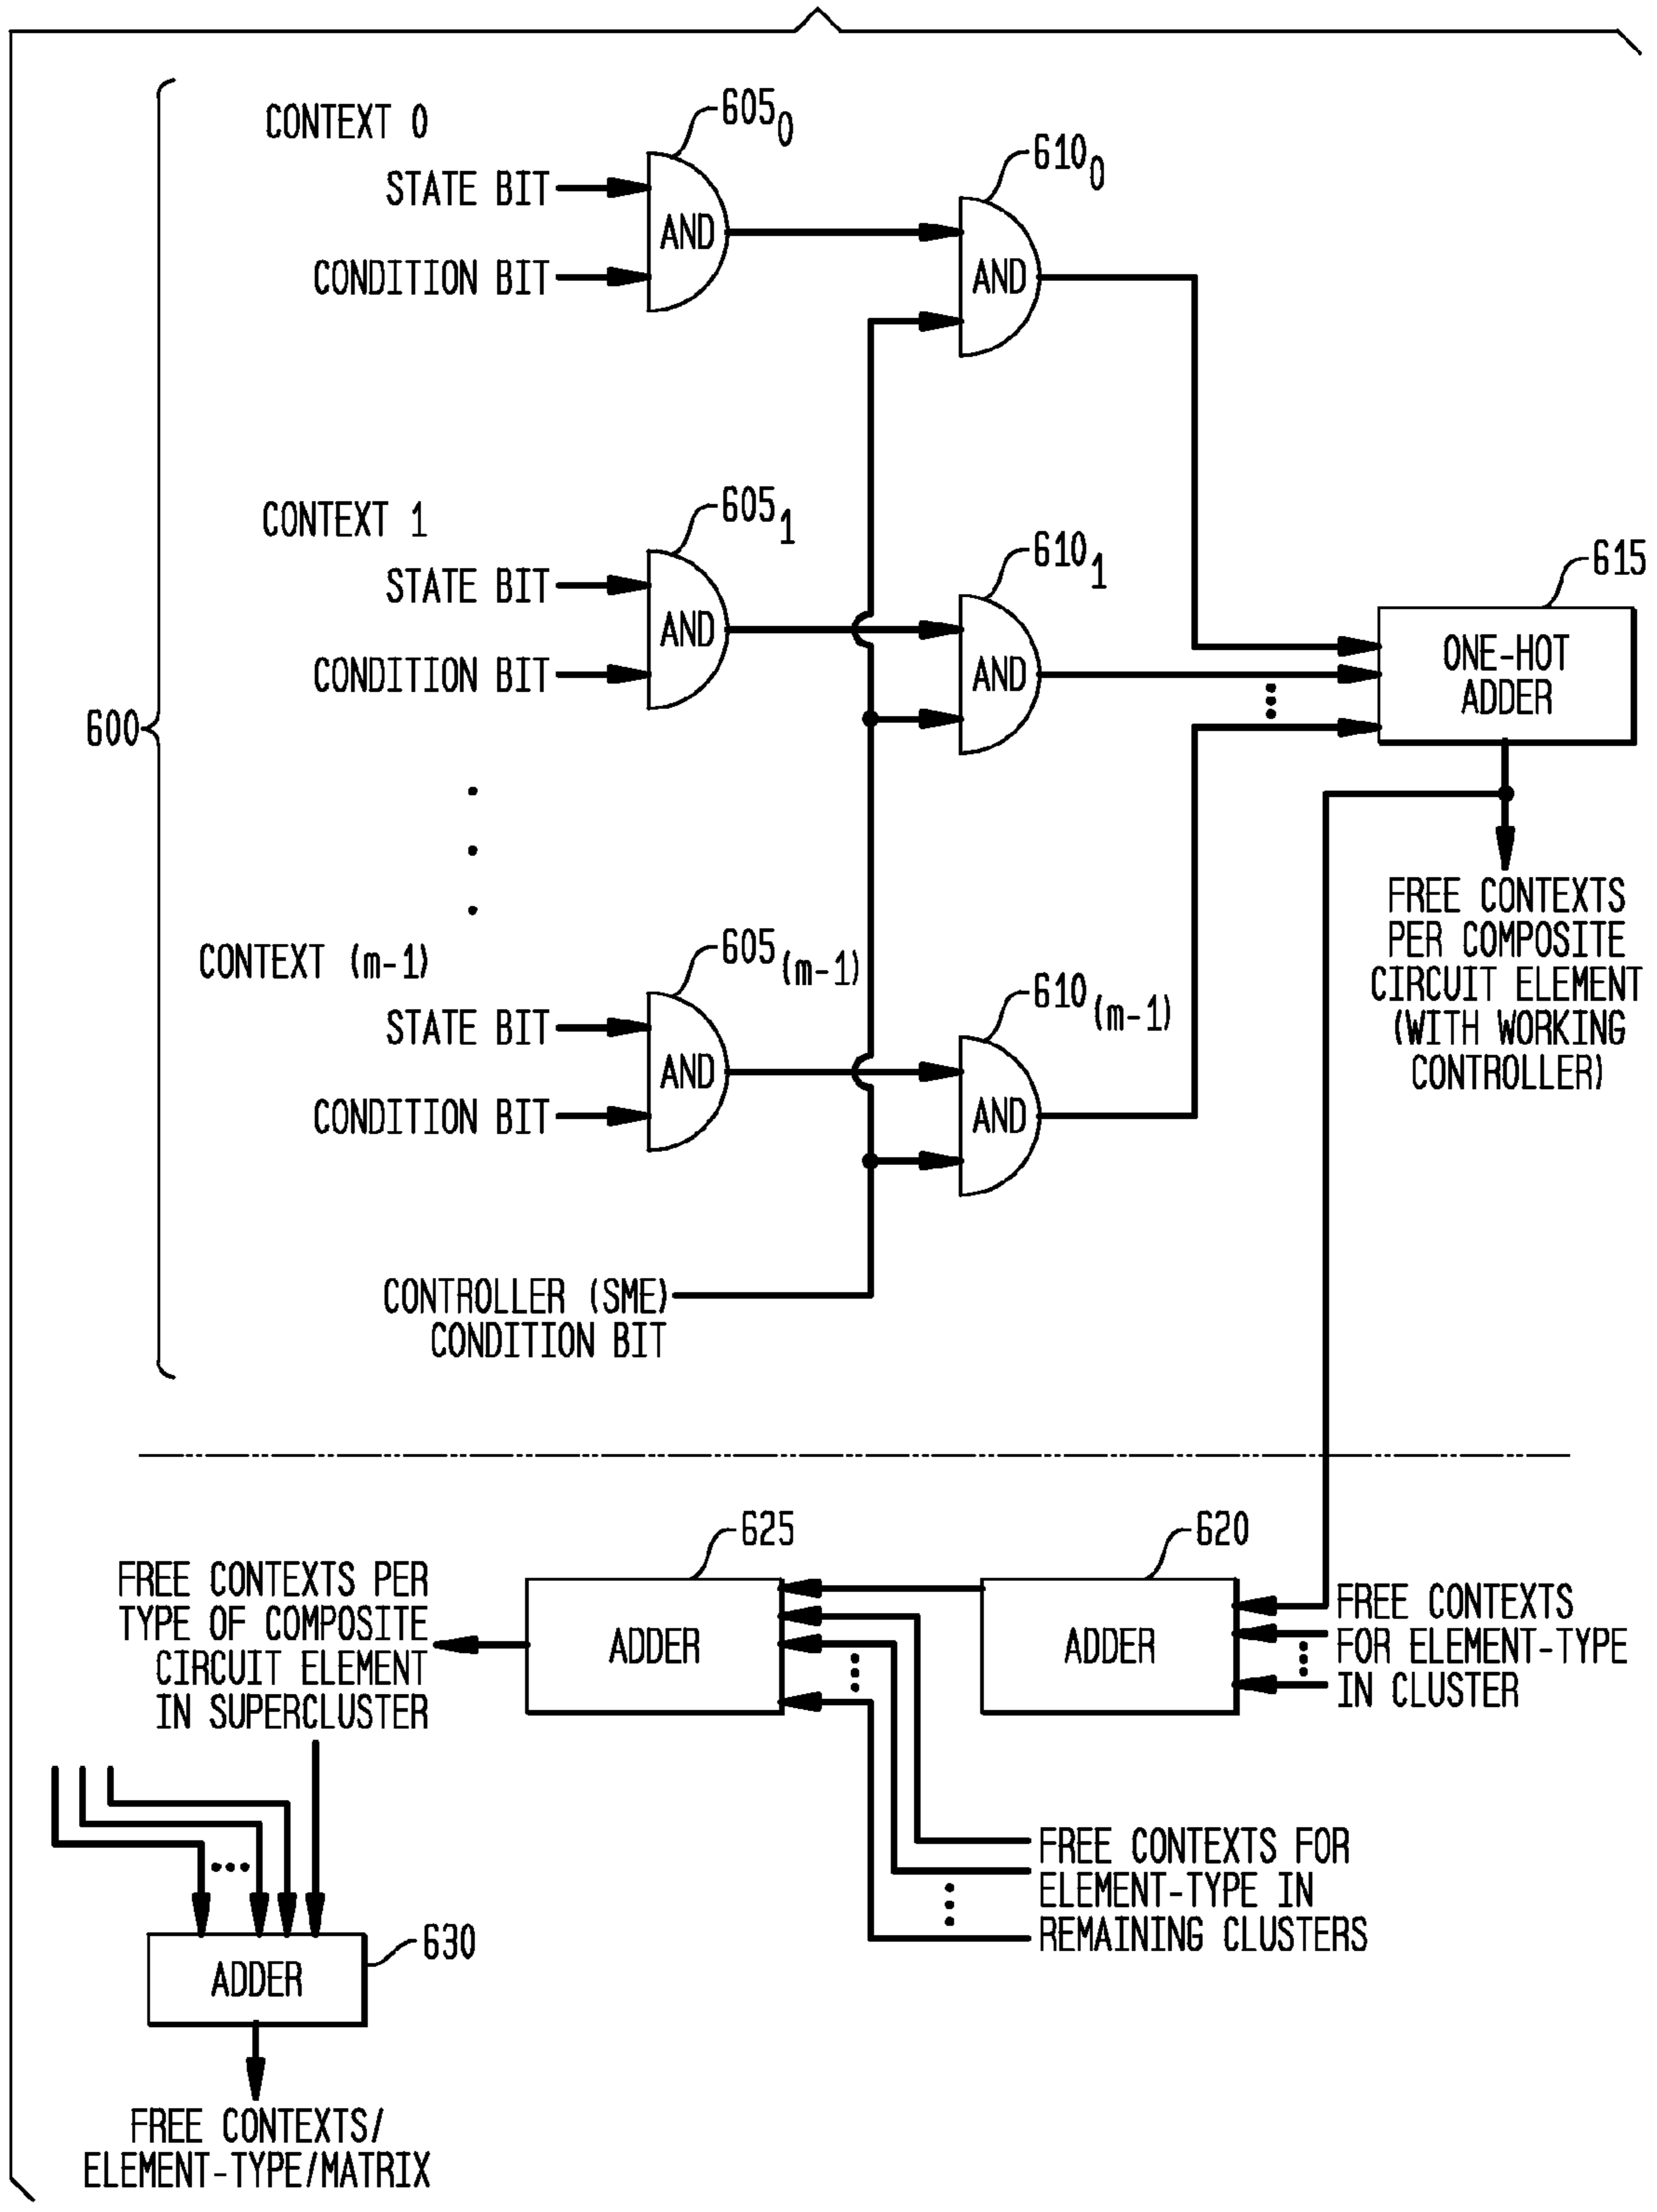 605₀
CONTEXT 0
610₀
STATE BIT
AND
CONDITION BIT
AND
605₁
CONTEXT 1
610₁
615
STATE BIT
AND
CONDITION BIT
AND
ONE-HOT
ADDER
600
FREE CONTEXTS
PER COMPOSITE
CIRCUIT ELEMENT
(WITH WORKING
CONTROLLER)
CONTEXT (m-1)
605(m-1)
610(m-1)
STATE BIT
AND
CONDITION BIT
AND
CONTROLLER (SME)
CONDITION BIT
625
620
FREE CONTEXTS PER
TYPE OF COMPOSITE
CIRCUIT ELEMENT
IN SUPERCLUSTER
ADDER
ADDER
FREE CONTEXTS
FOR ELEMENT-TYPE
IN CLUSTER
FREE CONTEXTS FOR
ELEMENT-TYPE IN
REMAINING CLUSTERS
630
ADDER
FREE CONTEXTS/
ELEMENT-TYPE/MATRIX